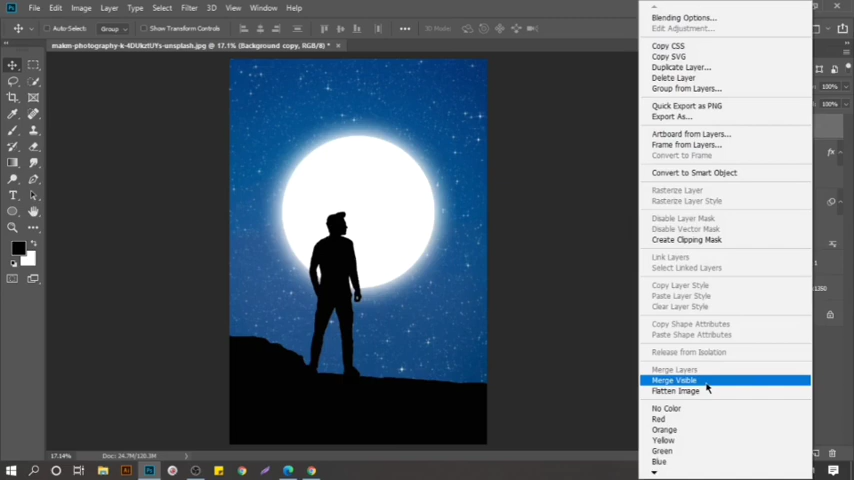 File Edit Image Layer Type Select Filter 3D View Window Help
Auto-Select: Group Show Transform Controls 3D Mode:
makm-photography-k-4DUkztUYs-unsplash.jpg @ 17.1% (Background copy, RGB/8) *
Blending Options...
Edit Adjustment...
Copy CSS
Copy SVG
Duplicate Layer...
Delete Layer
Group from Layers...
100%
Quick Export as PNG
100%
Export As...
Artboard from Layers...
Frame from Layers...
Convert to Frame
fx
Convert to Smart Object
Rasterize Layer
Rasterize Layer Style
Disable Layer Mask
Disable Vector Mask
Create Clipping Mask
Link Layers
Select Linked Layers
Copy Layer Style
1350
Paste Layer Style
Clear Layer Style
Copy Shape Attributes
Paste Shape Attributes
Release from Isolation
Merge Layers
Merge Visible
Flatten Image
No Color
Red
Orange
Yellow
Green
Blue
17.14% Doc: 24.7M/120.3M